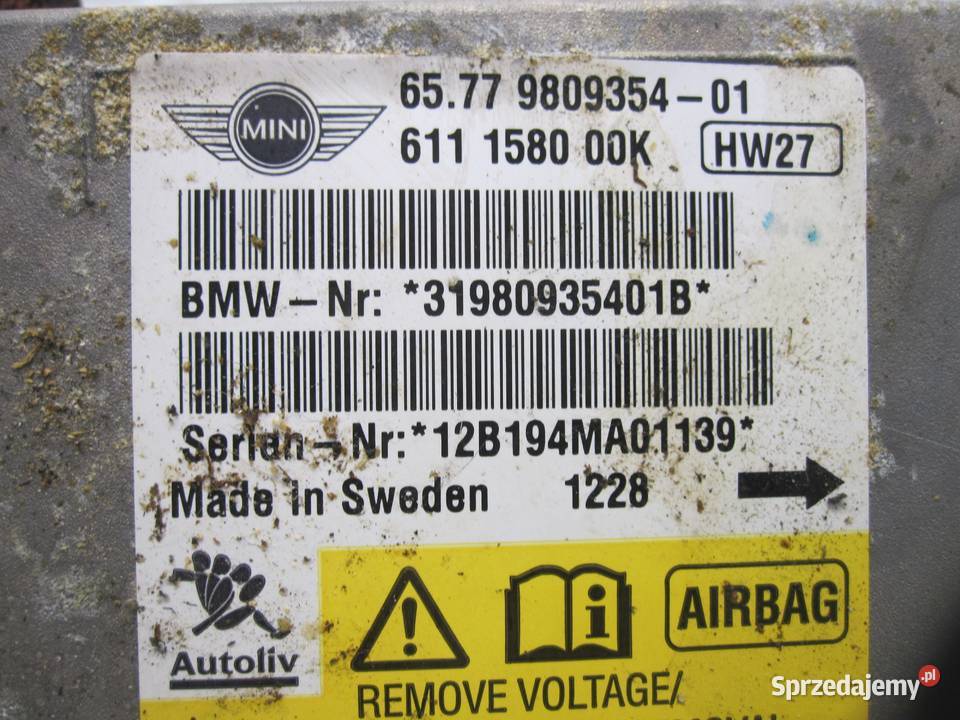 MINI
65.77 9809354-01
611 1580 00K
HW27
BMW-Nr: *31980935401B*
Serien-Nr:*12B194MA01139*
Made in Sweden 1228
Autoliv
AIRBAG
REMOVE VOLTAGE/
Sprzedajemy.pl